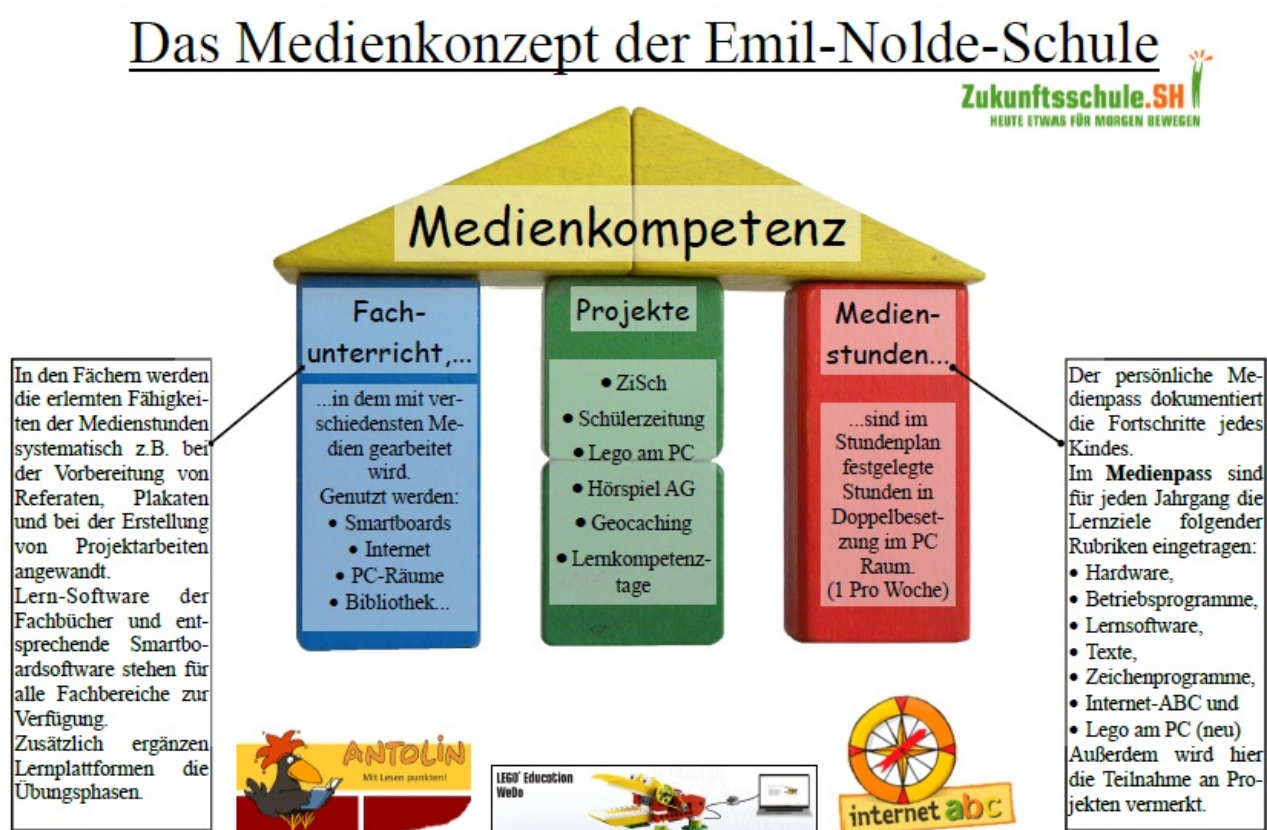 Das Medienkonzept der Emil-Nolde-Schule
Zukunftsschule.SH
HEUTE ETWAS FÜR MORGEN BEWEGEN
Medienkompetenz
Fach-
unterricht,...
...in dem mit ver-
schiedensten Me-
dien gearbeitet
wird.
Genutzt werden:
• Smartboards
• Internet
• PC-Räume
• Bibliothek...
Projekte
• ZiSch
• Schülerzeitung
• Lego am PC
• Hörspiel AG
• Geocaching
• Lernkompetenz-
tage
Medien-
stunden...
...sind im
Stundenplan
festgelegte
Stunden in
Doppelbeset-
zung im PC
Raum.
(1 Pro Woche)
In den Fächern werden
die erlernten Fähigkei-
ten der Medienstunden
systematisch z.B. bei
der Vorbereitung von
Referaten, Plakaten
und bei der Erstellung
von Projektarbeiten
angewandt.
Lern-Software der
Fachbücher und ent-
sprechende Smartbo-
ardsoftware stehen für
alle Fachbereiche zur
Verfügung.
Zusätzlich ergänzen
Lernplattformen die
Übungsphasen.
Der persönliche Me-
dienpass dokumentiert
die Fortschritte jedes
Kindes.
Im Medienpass sind
für jeden Jahrgang die
Lernziele folgender
Rubriken eingetragen:
• Hardware,
• Betriebsprogramme,
• Lernsoftware,
• Texte,
• Zeichenprogramme,
• Internet-ABC und
• Lego am PC (neu)
Außerdem wird hier
die Teilnahme an Pro-
jekten vermerkt.
ANTOLIN
Mit Lesen punkten!
LEGO® Education
WeDo
internet abc